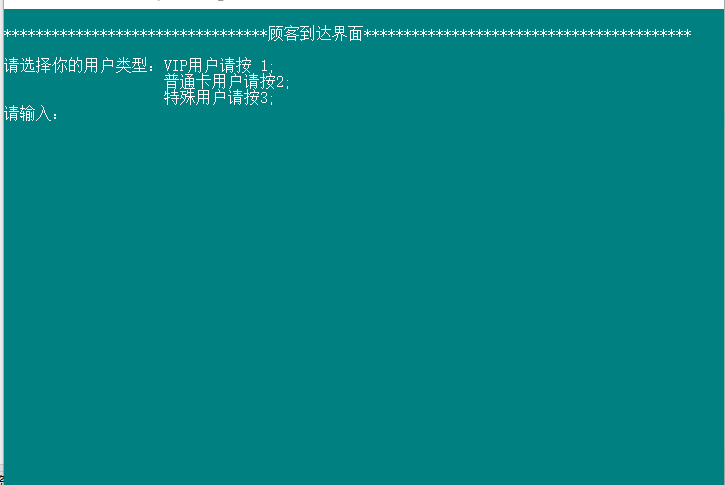 *********************************顾客到达界面*****************************************
请选择你的用户类型：VIP用户请按 1;
普通卡用户请按2;
特殊用户请按3;
请输入：